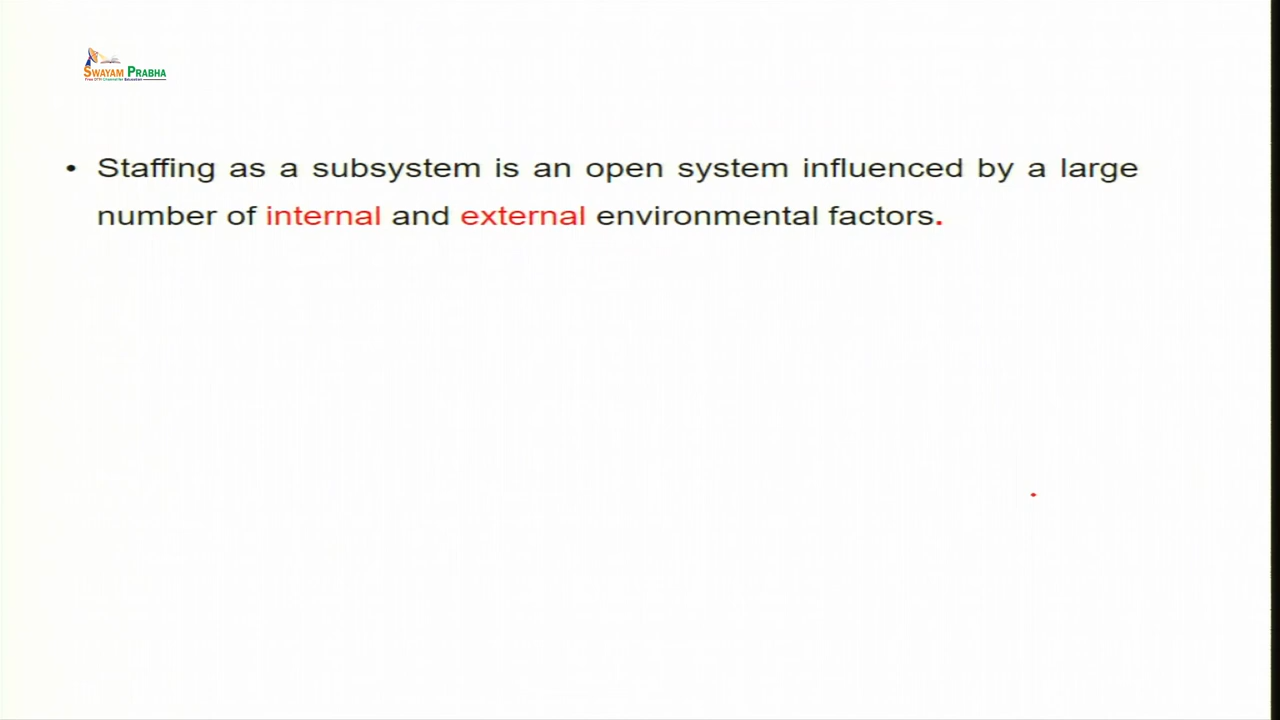 SWAYAM PRABHA
• Staffing as a subsystem is an open system influenced by a large
number of internal and external environmental factors.